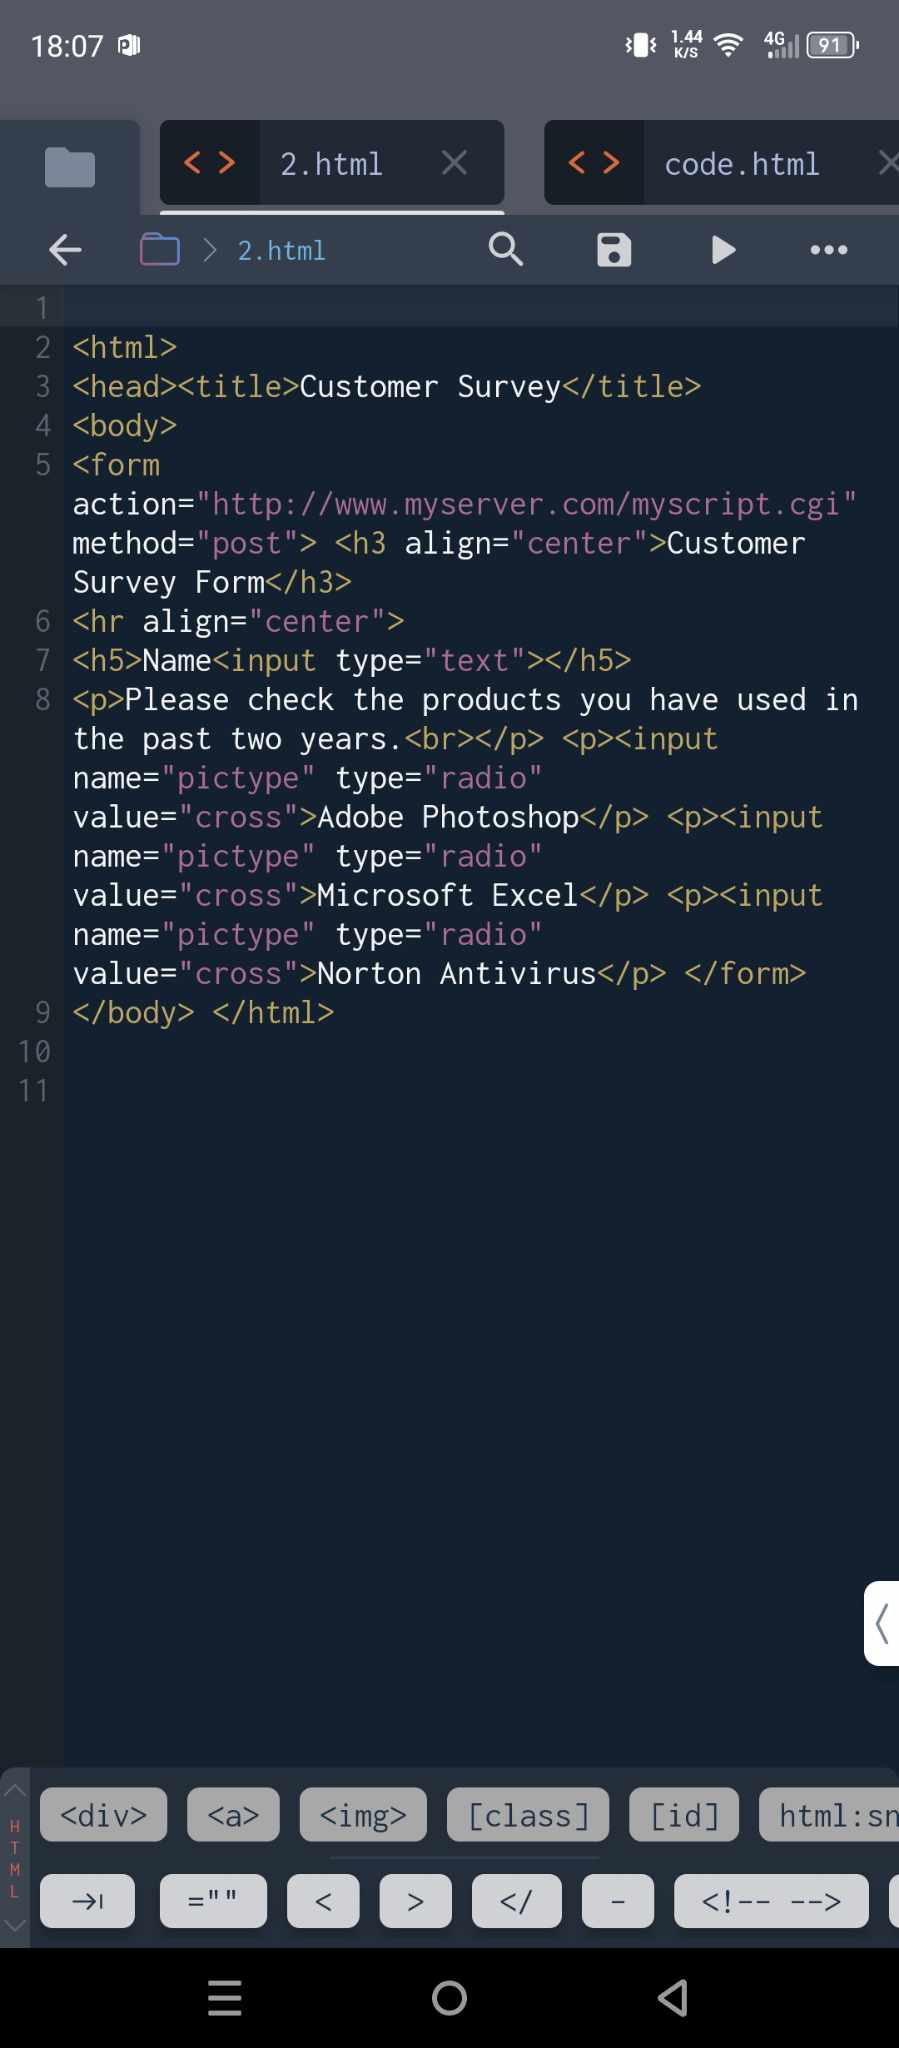 18:07
1.44 K/S 4G 91
< > 2.html × < > code.html ×
> 2.html
1
2 <html>
3 <head><title>Customer Survey</title>
4 <body>
5 <form
action="http://www.myserver.com/myscript.cgi"
method="post"> <h3 align="center">Customer
Survey Form</h3>
6 <hr align="center">
7 <h5>Name<input type="text"></h5>
8 <p>Please check the products you have used in
the past two years.<br></p> <p><input
name="pictype" type="radio"
value="cross">Adobe Photoshop</p> <p><input
name="pictype" type="radio"
value="cross">Microsoft Excel</p> <p><input
name="pictype" type="radio"
value="cross">Norton Antivirus</p> </form>
9 </body> </html>
10
11
HTML
<div> <a> <img> [class] [id] html:sn
="" < > </ - <!-- -->